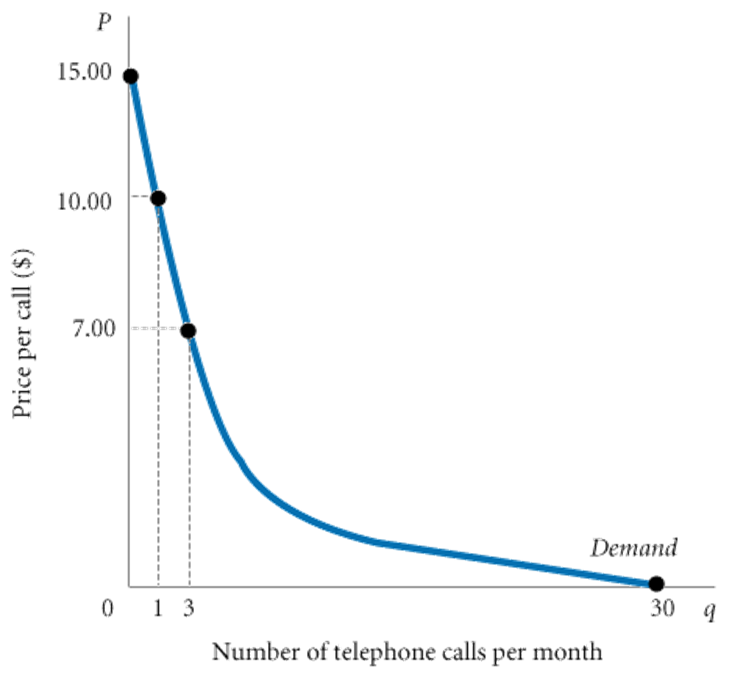 P
15.00
10.00
7.00
Price per call ($)
Demand
0 1 3 30 q
Number of telephone calls per month